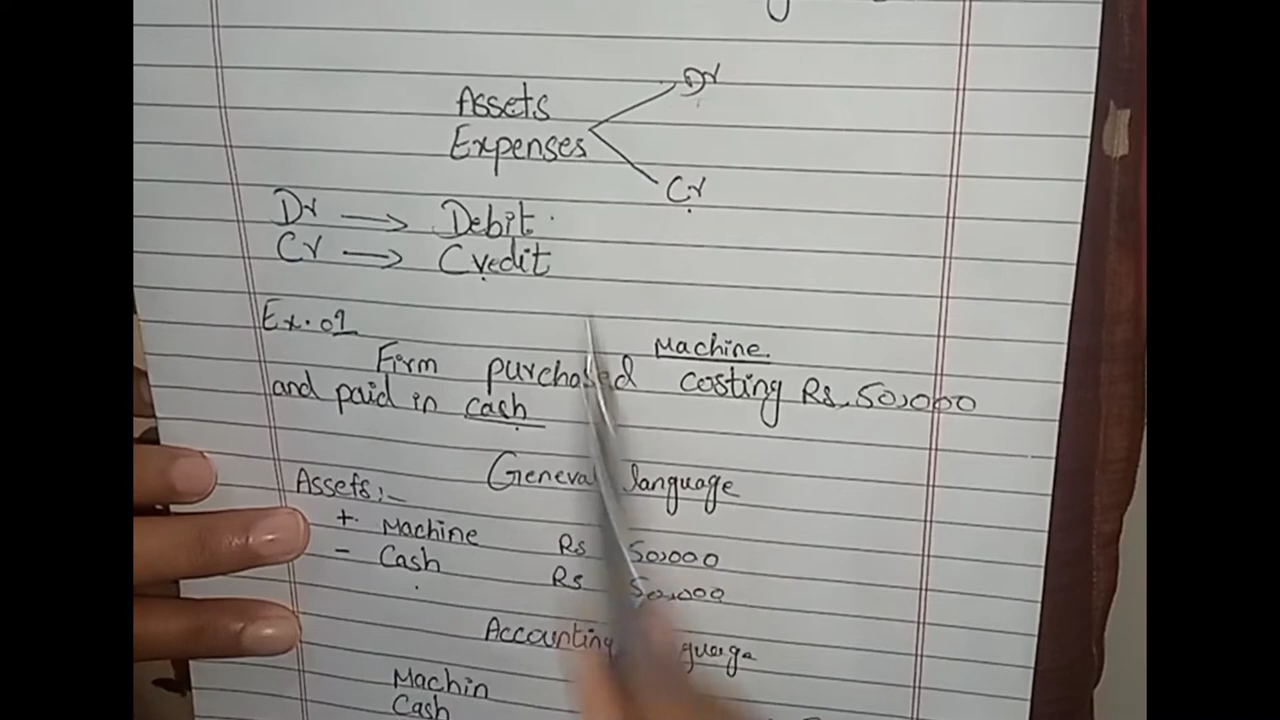 Dr
Assets
Expenses
Cr
Dr → Debit
Cr → Credit
Ex.01
Machine.
Firm purchased costing Rs. 50,000
and paid in cash
General language
Assets:-
+ Machine Rs 50,000
- Cash Rs 50,000
Accounting
Machin
Cash